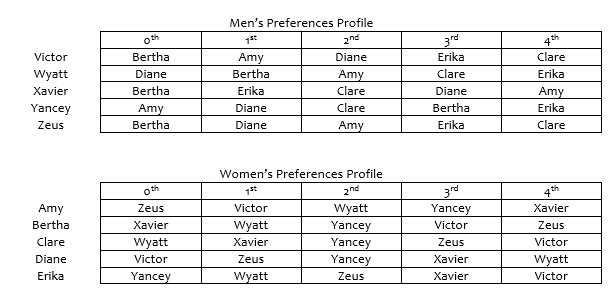 Men's Preferences Profile
0th 1st 2nd 3rd 4th
Victor Bertha Amy Diane Erika Clare
Wyatt Diane Bertha Amy Clare Erika
Xavier Bertha Erika Clare Diane Amy
Yancey Amy Diane Clare Bertha Erika
Zeus Bertha Diane Amy Erika Clare
Women's Preferences Profile
0th 1st 2nd 3rd 4th
Amy Zeus Victor Wyatt Yancey Xavier
Bertha Xavier Wyatt Yancey Victor Zeus
Clare Wyatt Xavier Yancey Zeus Victor
Diane Victor Zeus Yancey Xavier Wyatt
Erika Yancey Wyatt Zeus Xavier Victor